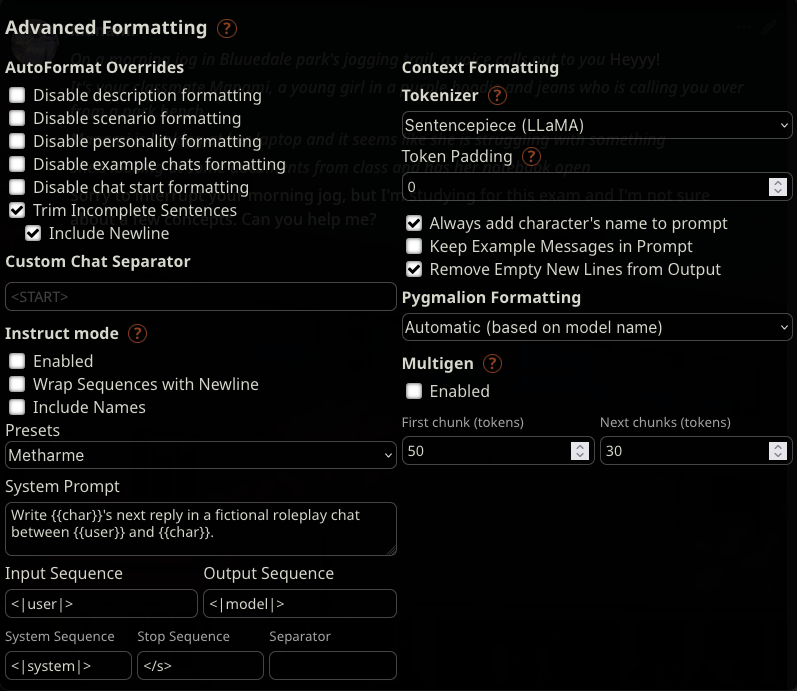 Advanced Formatting ?
AutoFormat Overrides
Disable description formatting
Disable scenario formatting
Disable personality formatting
Disable example chats formatting
Disable chat start formatting
Trim Incomplete Sentences
Include Newline
Custom Chat Separator
<START>
Instruct mode ?
Enabled
Wrap Sequences with Newline
Include Names
Presets
Metharme
System Prompt
Write {{char}}'s next reply in a fictional roleplay chat
between {{user}} and {{char}}.
Input Sequence
Output Sequence
<|user|>
<|model|>
System Sequence
Stop Sequence
Separator
<|system|>
</s>
Context Formatting
Tokenizer ?
Sentencepiece (LLaMA)
Token Padding ?
0
Always add character's name to prompt
Keep Example Messages in Prompt
Remove Empty New Lines from Output
Pygmalion Formatting
Automatic (based on model name)
Multigen ?
Enabled
First chunk (tokens)
Next chunks (tokens)
50
30